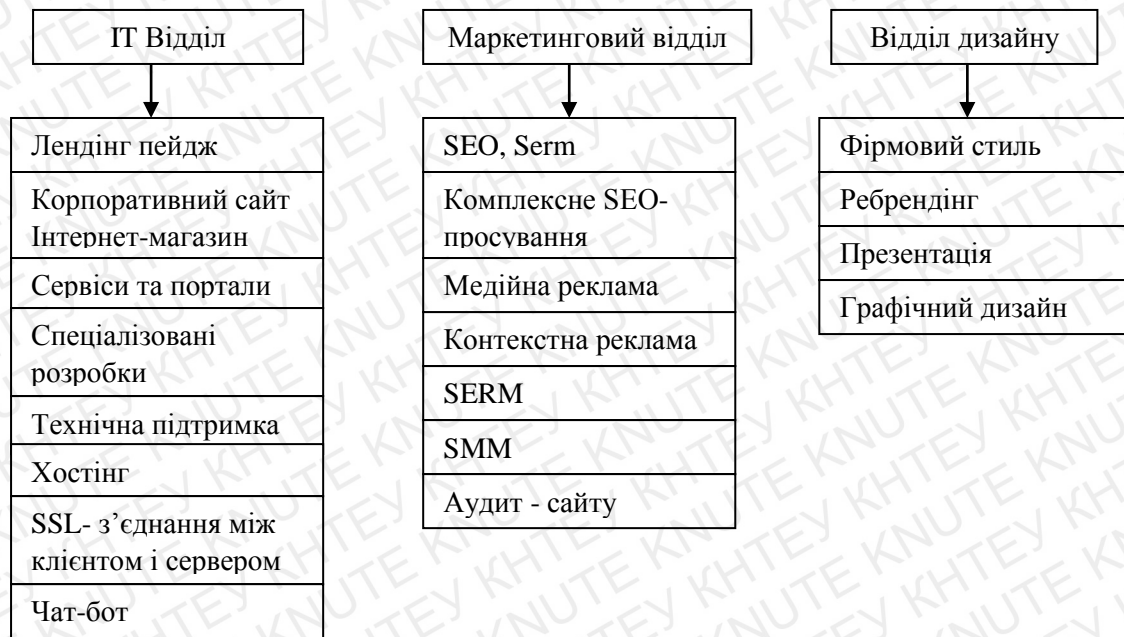 ІТ Відділ
Лендінг пейдж
Корпоративний сайт
Інтернет-магазин
Сервіси та портали
Спеціалізовані
розробки
Технічна підтримка
Хостінг
SSL- з’єднання між
клієнтом і сервером
Чат-бот
Маркетинговий відділ
SEO, Serm
Комплексне SEO-
просування
Медійна реклама
Контекстна реклама
SERM
SMM
Аудит - сайту
Відділ дизайну
Фірмовий стиль
Ребрендінг
Презентація
Графічний дизайн